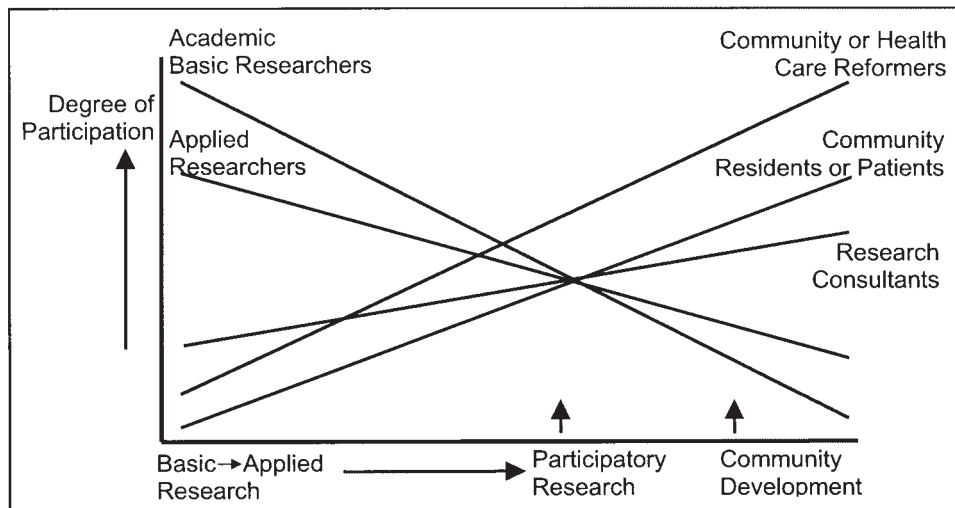 Academic
Basic Researchers
Community or Health
Care Reformers
Degree of
Participation
Applied
Researchers
Community
Residents or Patients
Research
Consultants
Basic→Applied
Research
Participatory
Research
Community
Development